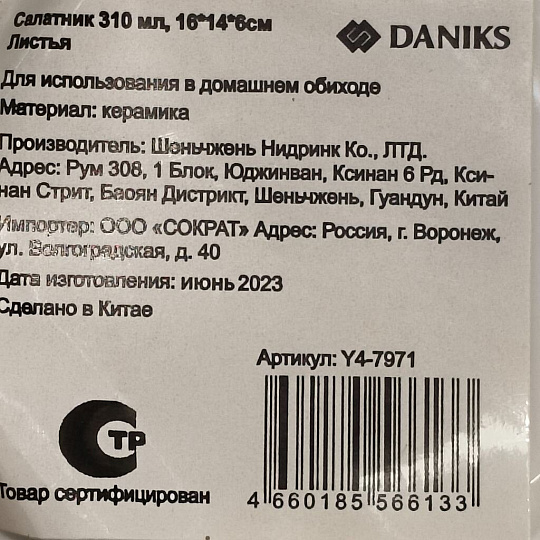 Салатник 310 мл, 16*14*6см
Листья
DANIKS
Для использования в домашнем обиходе
Материал: керамика
Производитель: Шэньчжень Нидринк Ко., ЛТД.
Адрес: Рум 308, 1 Блок, Юджинван, Ксинан 6 Рд, Кси-
нан Стрит, Баоян Дистрикт, Шеньчжень, Гуандун, Китай
Импортер: ООО «СОКРАТ» Адрес: Россия, г. Воронеж,
ул. Волгоградская, д. 40
Дата изготовления: июнь 2023
Сделано в Китае
Артикул: Y4-7971
СТР
Товар сертифицирован
4 660185 566133